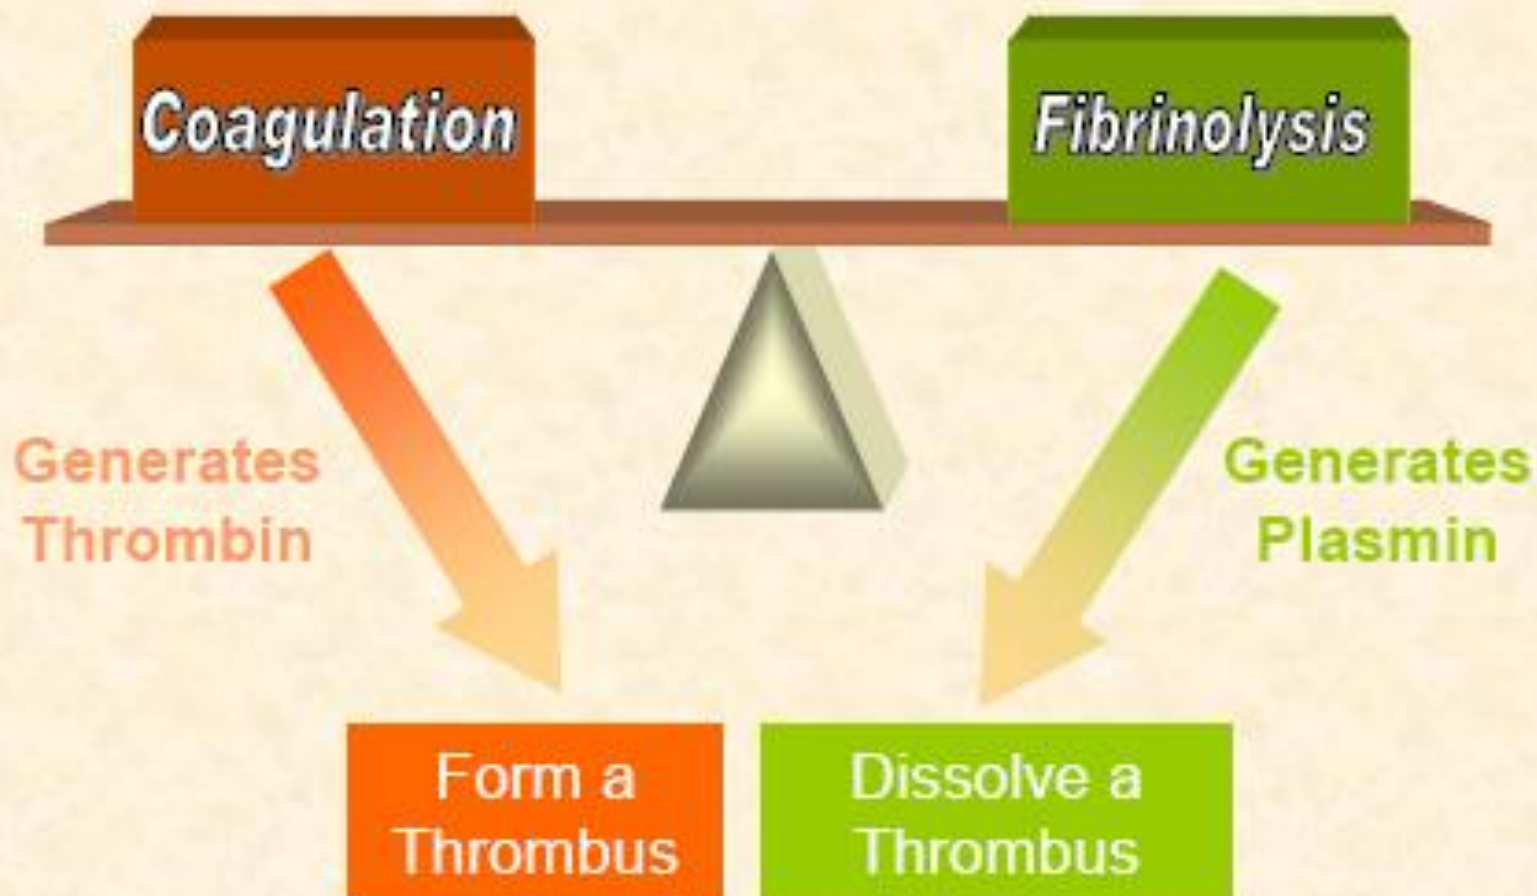 Coagulation
Fibrinolysis
Generates
Thrombin
Generates
Plasmin
Form a
Thrombus
Dissolve a
Thrombus